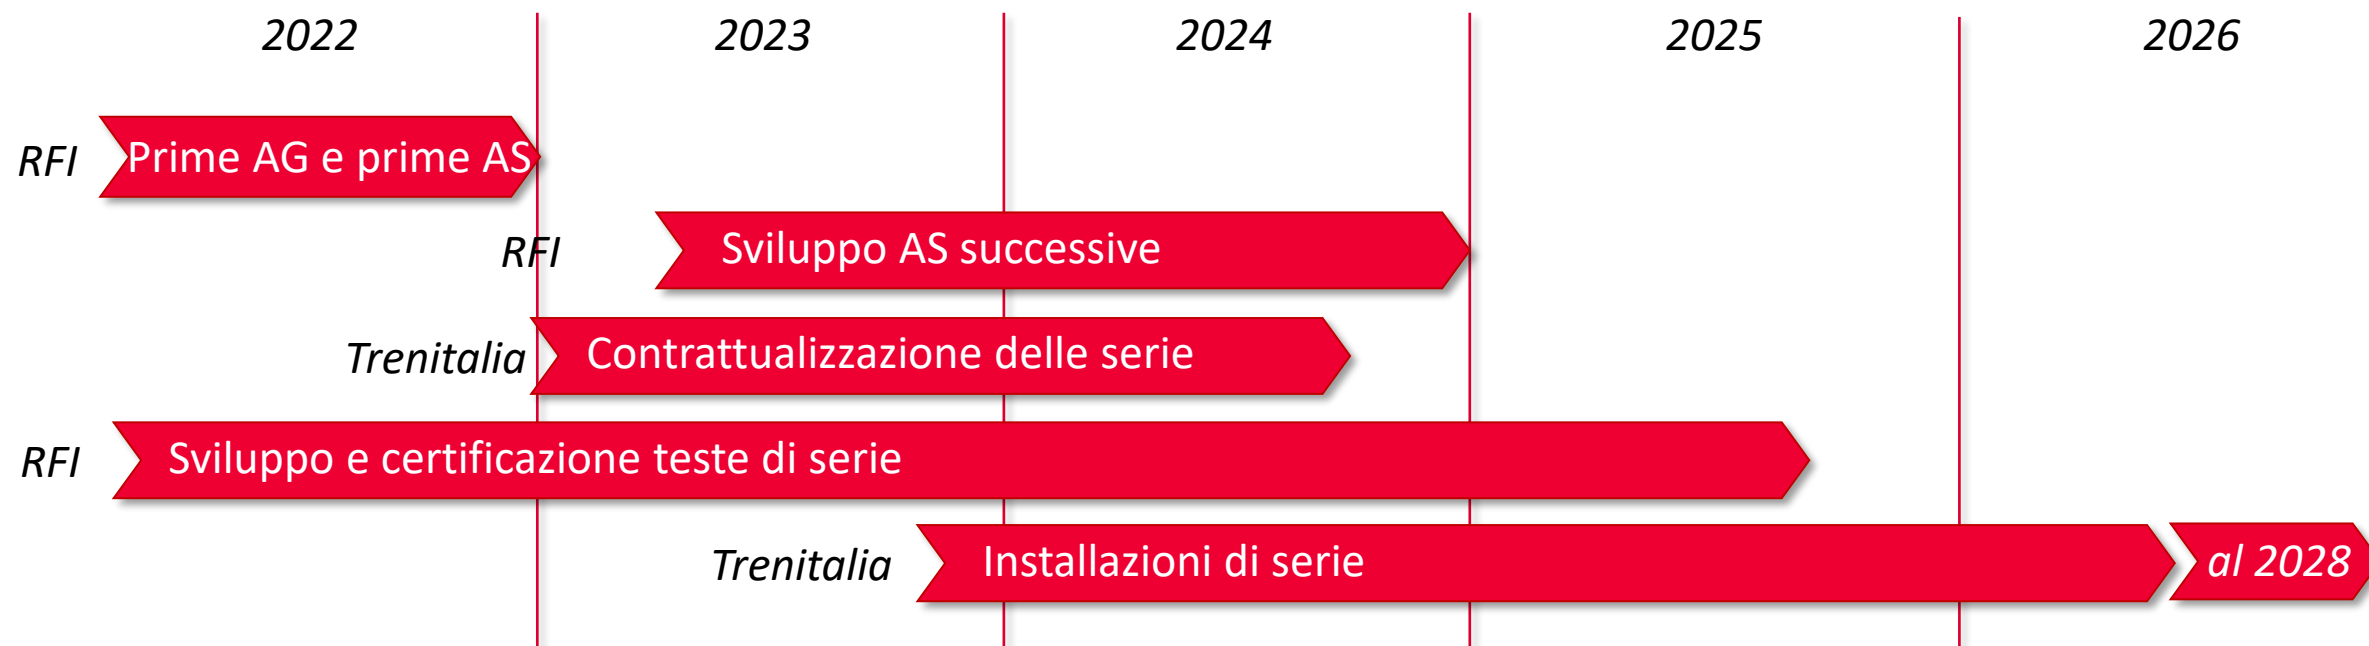 2022 2023 2024 2025 2026
RFI Prime AG e prime AS
RFI Sviluppo AS successive
Trenitalia Contrattualizzazione delle serie
RFI Sviluppo e certificazione teste di serie
Trenitalia Installazioni di serie al 2028